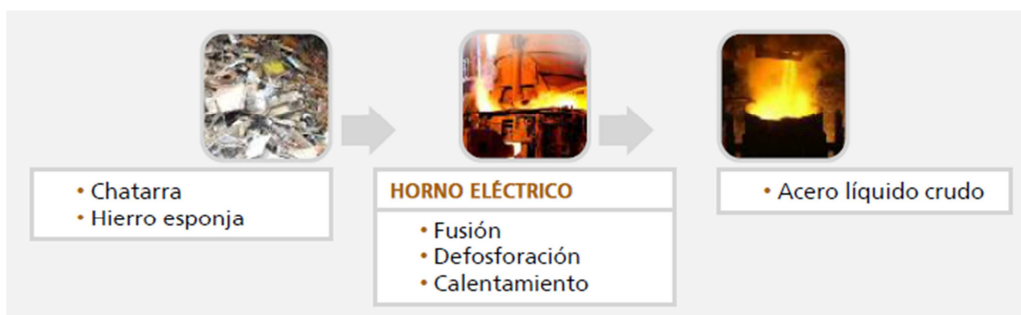 • Chatarra
• Hierro esponja
HORNO ELÉCTRICO
• Fusión
• Defosforación
• Calentamiento
• Acero líquido crudo